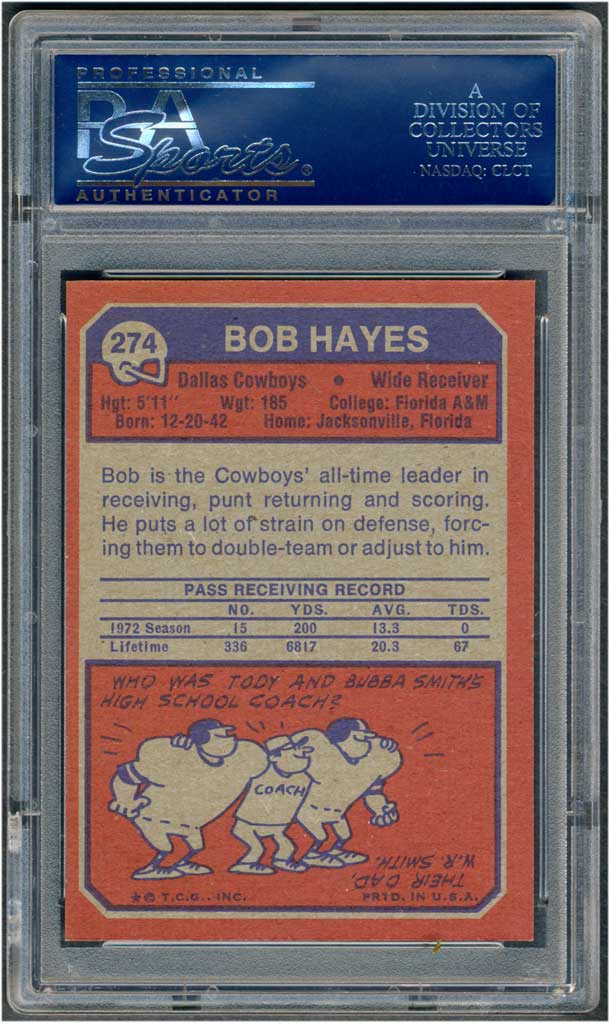 PROFESSIONAL
PSA
Sports®
AUTHENTICATOR
A
DIVISION OF
COLLECTORS
UNIVERSE
NASDAQ: CLCT
274
BOB HAYES
Dallas Cowboys • Wide Receiver
Hgt: 5'11" Wgt: 185 College: Florida A&M
Born: 12-20-42 Home: Jacksonville, Florida
Bob is the Cowboys' all-time leader in
receiving, punt returning and scoring.
He puts a lot of strain on defense, forc-
ing them to double-team or adjust to him.
PASS RECEIVING RECORD
NO. YDS. AVG. TDS.
1972 Season 15 200 13.3 0
Lifetime 336 6817 20.3 67
WHO WAS TODY AND BUBBA SMITH'S
HIGH SCHOOL COACH?
COACH
THEIR DAD,
W.R. SMITH.
*© T.C.G., INC. PRTD. IN U.S.A.